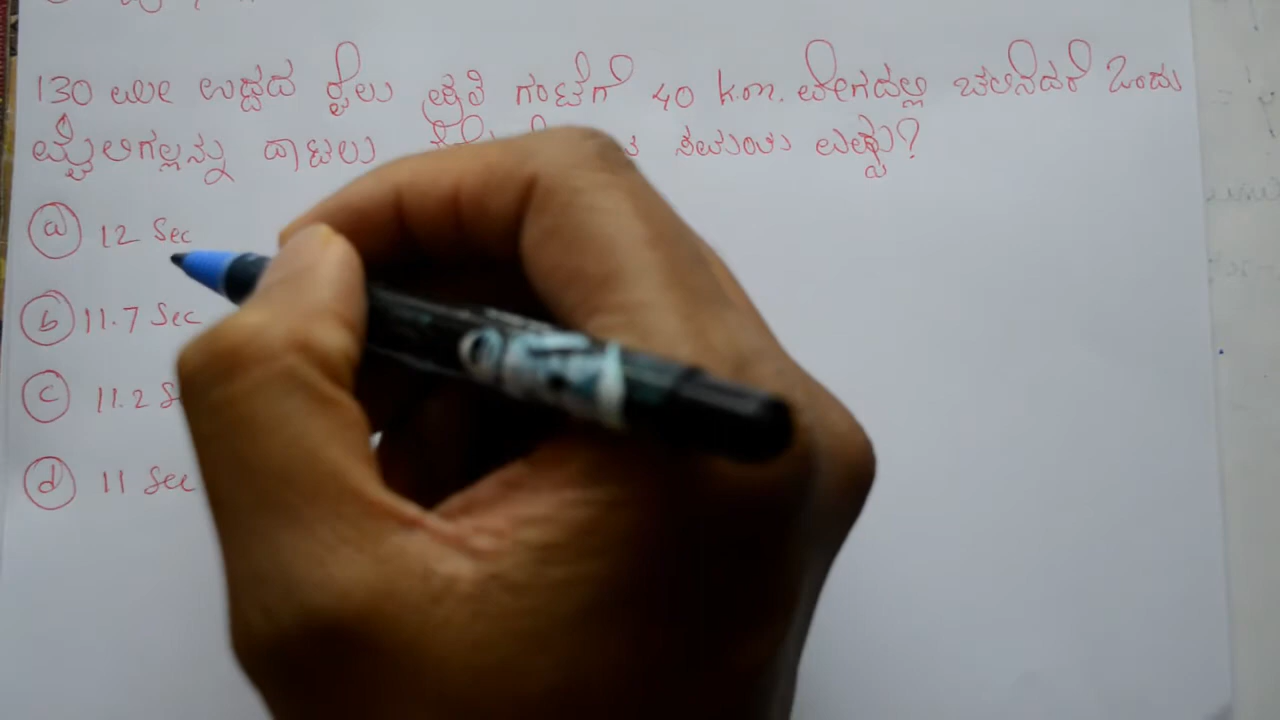 130 ಮೀ ಉದ್ದದ ರೈಲು ಪ್ರತಿ ಗಂಟೆಗೆ 40 k.m. ವೇಗದಲ್ಲಿ ಚಲಿಸಿದರೆ ಒಂದು
ಮೈಲಿಗಲ್ಲನ್ನು ದಾಟಲು ಸಮಯ ಎಷ್ಟು?
(a) 12 Sec
(b) 11.7 Sec
(c) 11.2
(d) 11 Sec